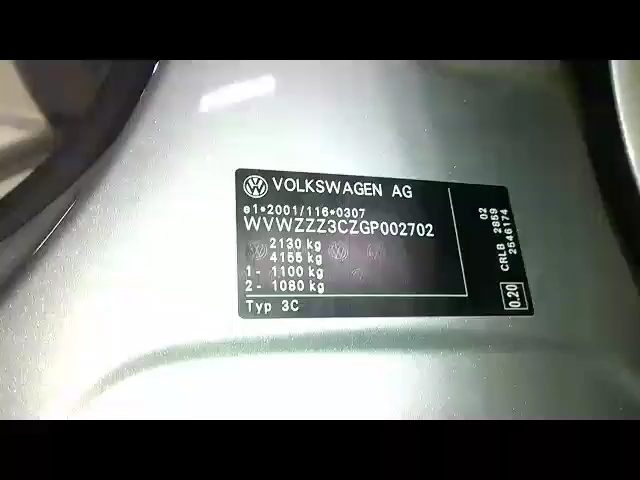 VOLKSWAGEN AG
e1*2001/116*0307
WVWZZZ3CZGP002702
2130 kg
4155 kg
1- 1100 kg
2- 1080 kg
Typ 3C
02
CRLB 2859
2546174
0.20